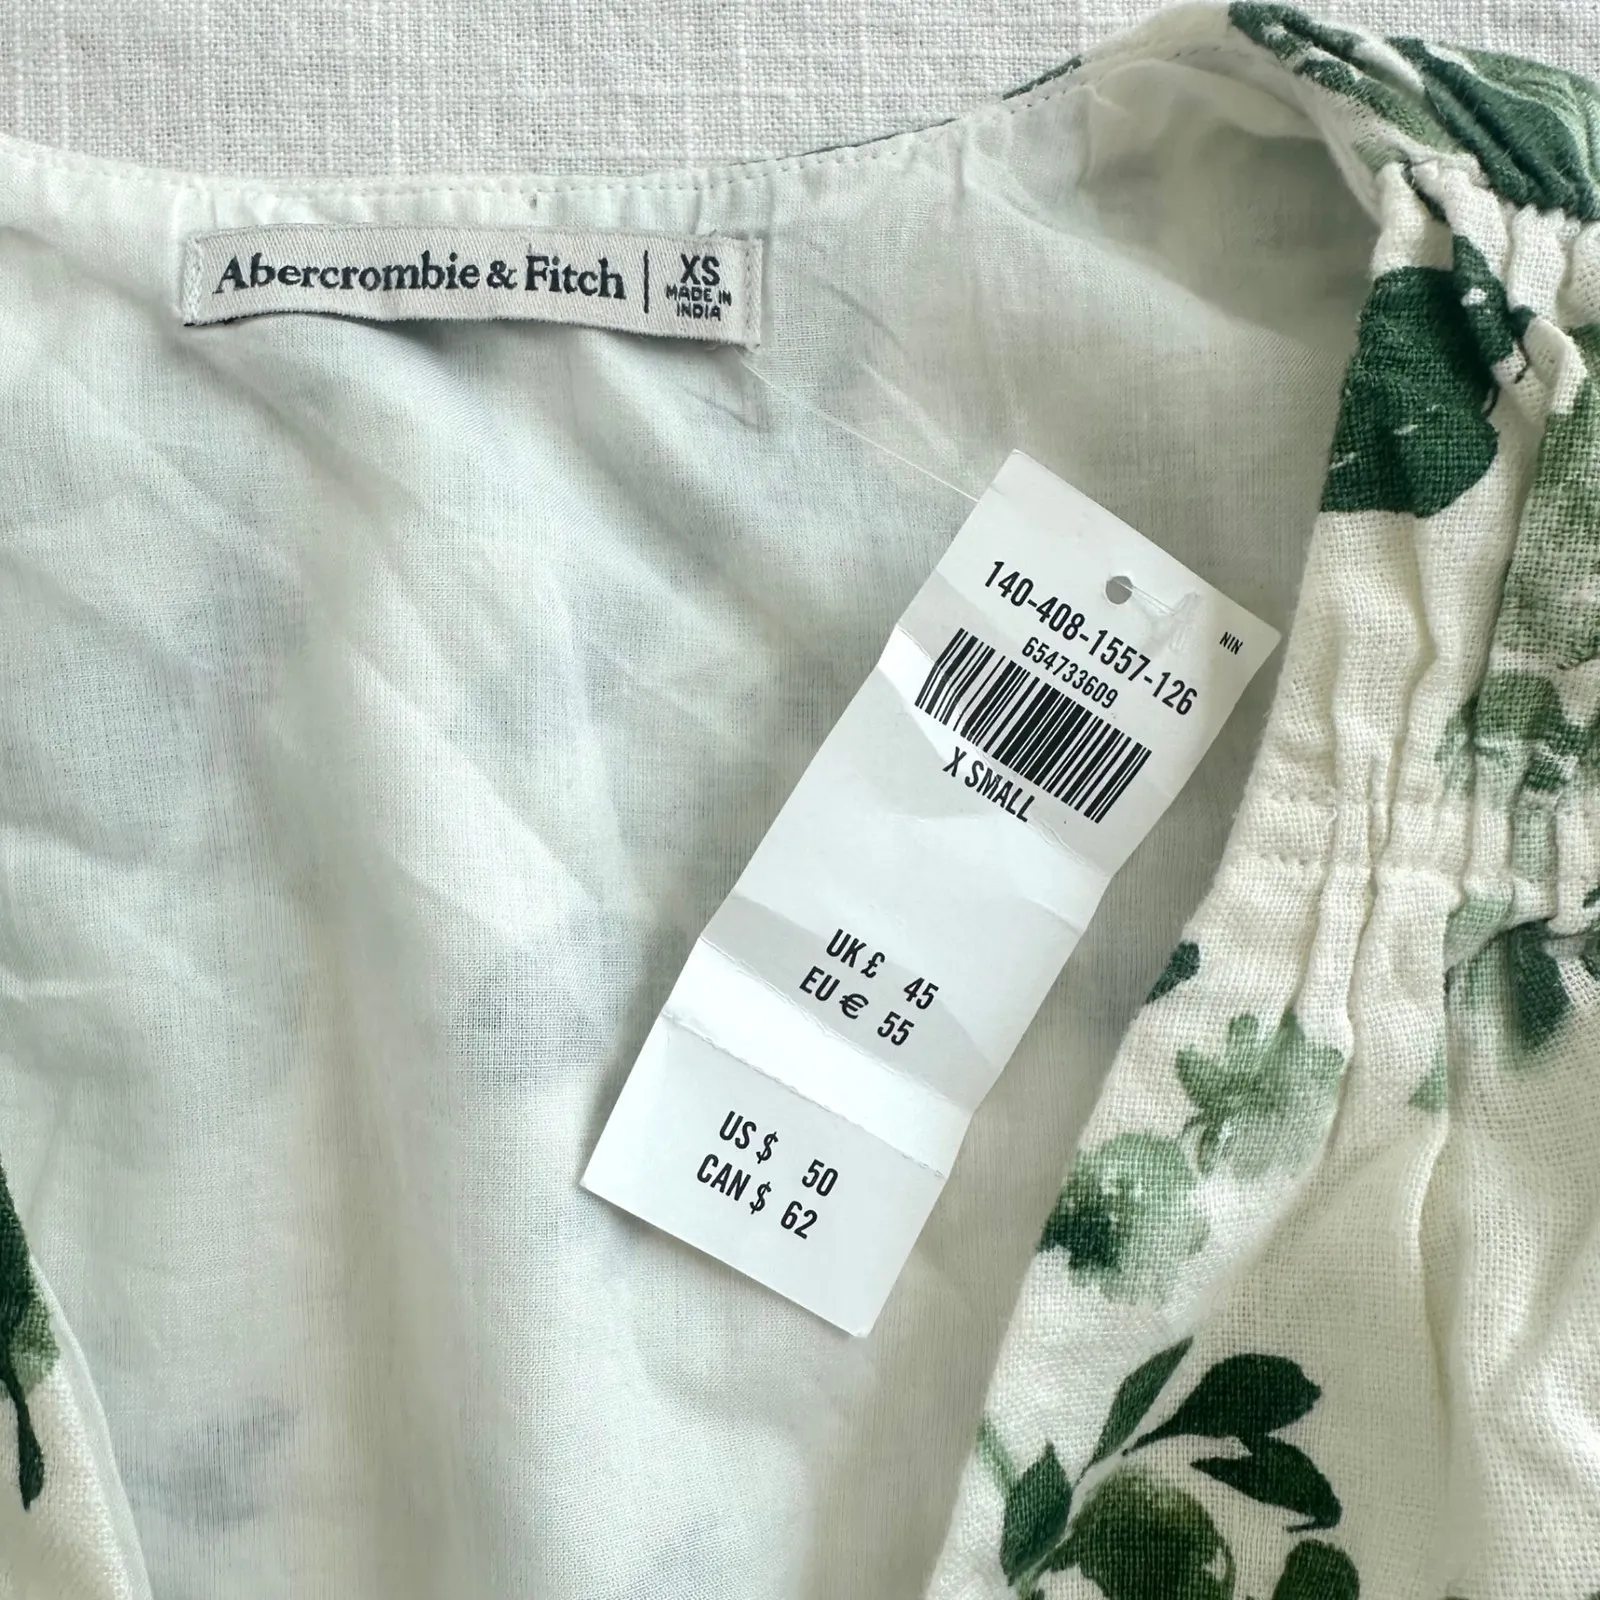 Abercrombie & Fitch | XS
MADE IN
INDIA
NIN
140-408-1557-126
654733609
X SMALL
UK £ 45
EU € 55
US $ 50
CAN $ 62